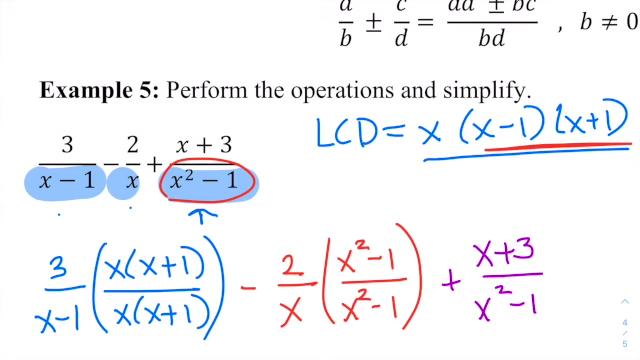 a/b ± c/d = ad ± bc/bd , b ≠ 0
Example 5: Perform the operations and simplify.
LCD = x (x-1)(x+1)
3/(x − 1) − 2/x + (x + 3)/(x² − 1)
3/(x-1) (x(x+1)/x(x+1)) - 2/x (x²-1/x²-1) + (x+3)/(x²-1)
4
/
5